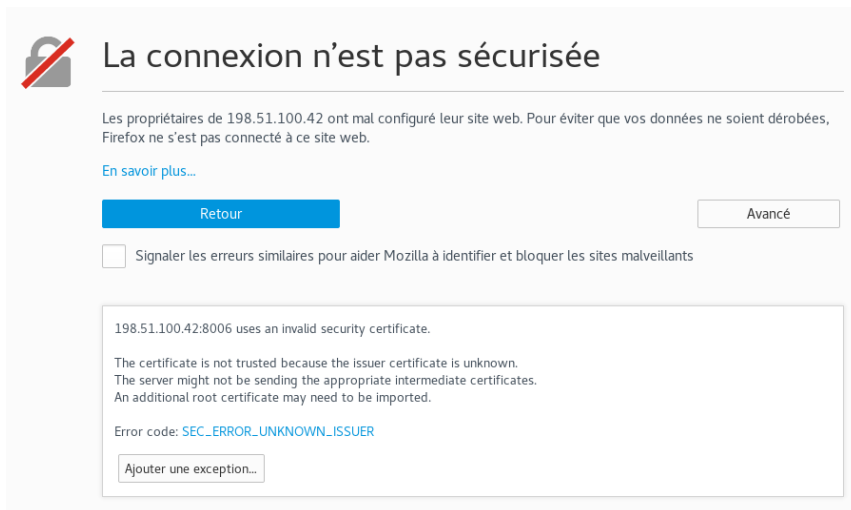 La connexion n'est pas sécurisée
Les propriétaires de 198.51.100.42 ont mal configuré leur site web. Pour éviter que vos données ne soient dérobées,
Firefox ne s'est pas connecté à ce site web.
En savoir plus...
Retour
Avancé
Signaler les erreurs similaires pour aider Mozilla à identifier et bloquer les sites malveillants
198.51.100.42:8006 uses an invalid security certificate.
The certificate is not trusted because the issuer certificate is unknown.
The server might not be sending the appropriate intermediate certificates.
An additional root certificate may need to be imported.
Error code: SEC_ERROR_UNKNOWN_ISSUER
Ajouter une exception...